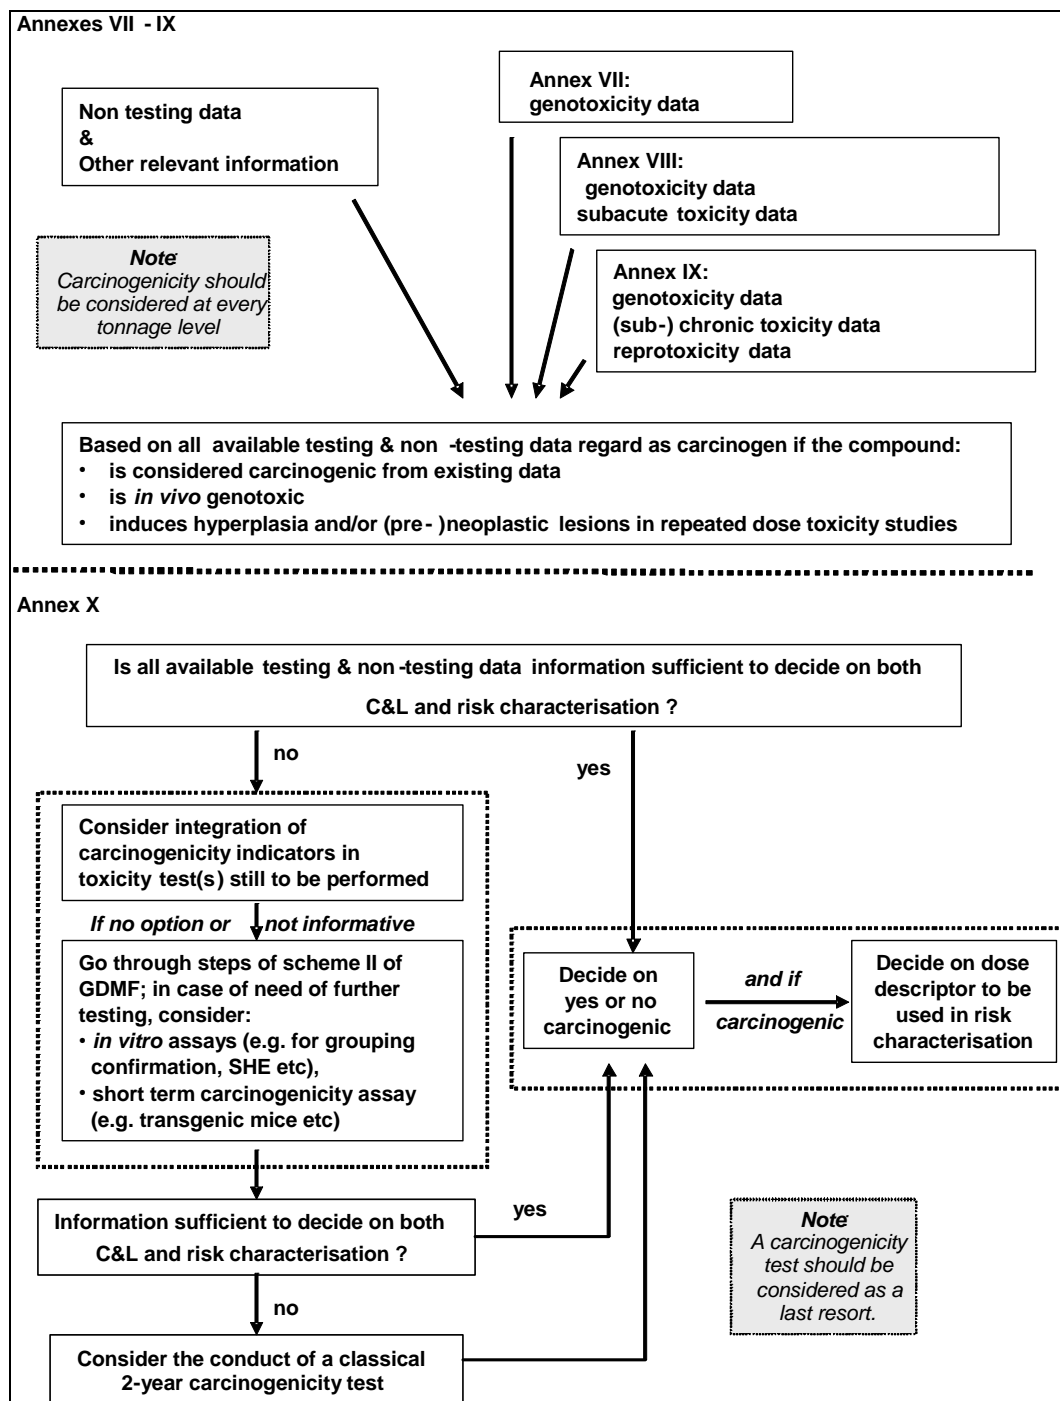 Annexes VII - IX
Non testing data
&
Other relevant information
Annex VII:
genotoxicity data
Annex VIII:
genotoxicity data
subacute toxicity data
Annex IX:
genotoxicity data
(sub-) chronic toxicity data
reprotoxicity data
Note:
Carcinogenicity should
be considered at every
tonnage level
Based on all available testing & non -testing data regard as carcinogen if the compound:
• is considered carcinogenic from existing data
• is in vivo genotoxic
• induces hyperplasia and/or (pre- )neoplastic lesions in repeated dose toxicity studies
Annex X
Is all available testing & non -testing data information sufficient to decide on both
C&L and risk characterisation ?
no
yes
Consider integration of
carcinogenicity indicators in
toxicity test(s) still to be performed
If no option or not informative
Go through steps of scheme II of
GDMF; in case of need of further
testing, consider:
• in vitro assays (e.g. for grouping
confirmation, SHE etc),
• short term carcinogenicity assay
(e.g. transgenic mice etc)
Decide on
yes or no
carcinogenic
and if
carcinogenic
Decide on dose
descriptor to be
used in risk
characterisation
Information sufficient to decide on both
C&L and risk characterisation ?
yes
no
Note:
A carcinogenicity
test should be
considered as a
last resort.
Consider the conduct of a classical
2-year carcinogenicity test